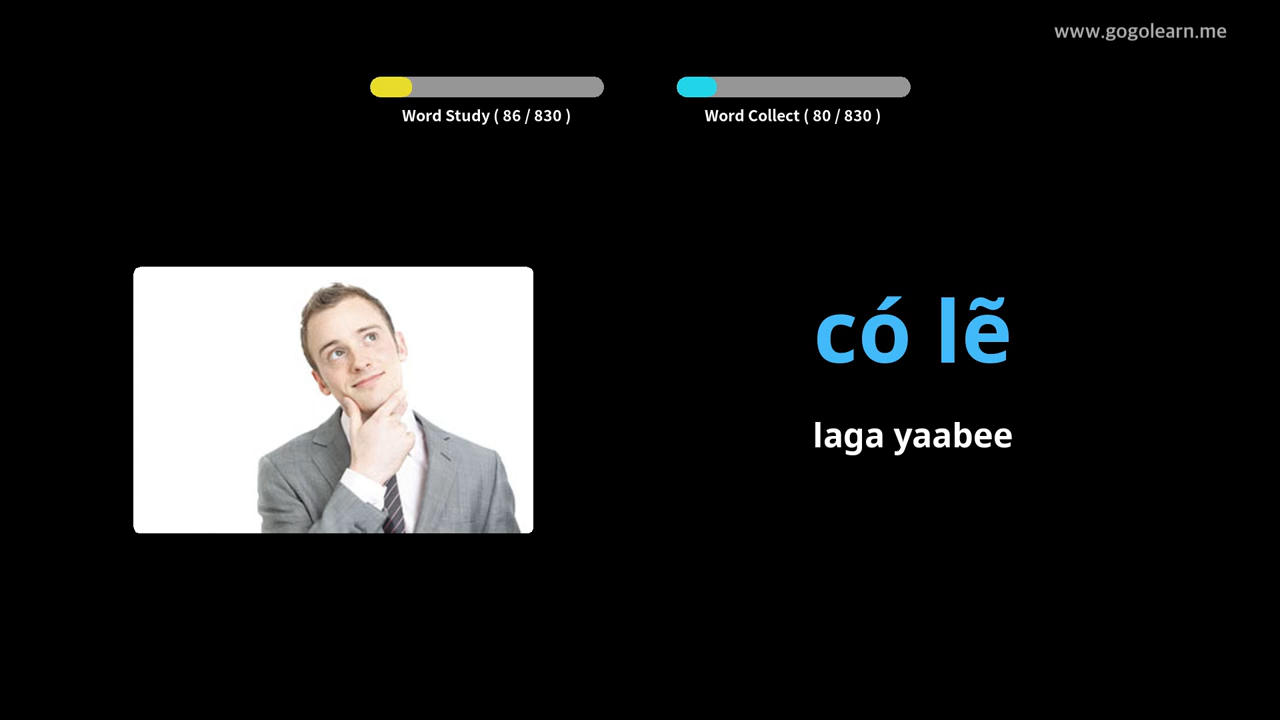 www.gogolearn.me
Word Study ( 86 / 830 )
Word Collect ( 80 / 830 )
có lẽ
laga yaabee